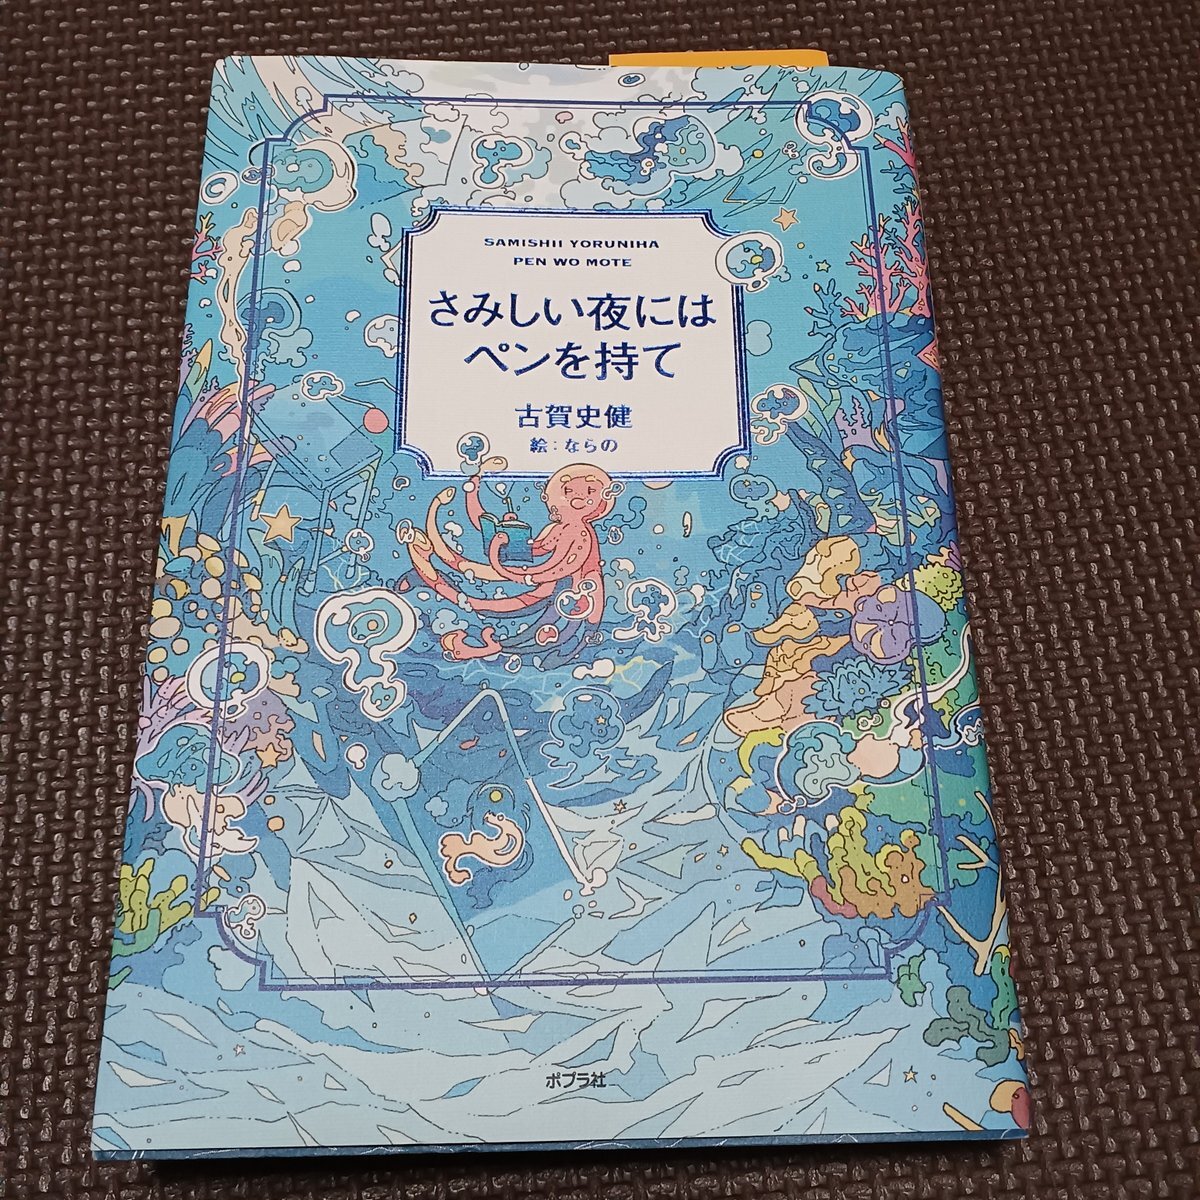 SAMISHII YORUNIHA
PEN WO MOTE
さみしい夜には
ペンを持て
古賀史健
絵：ならの
ポプラ社